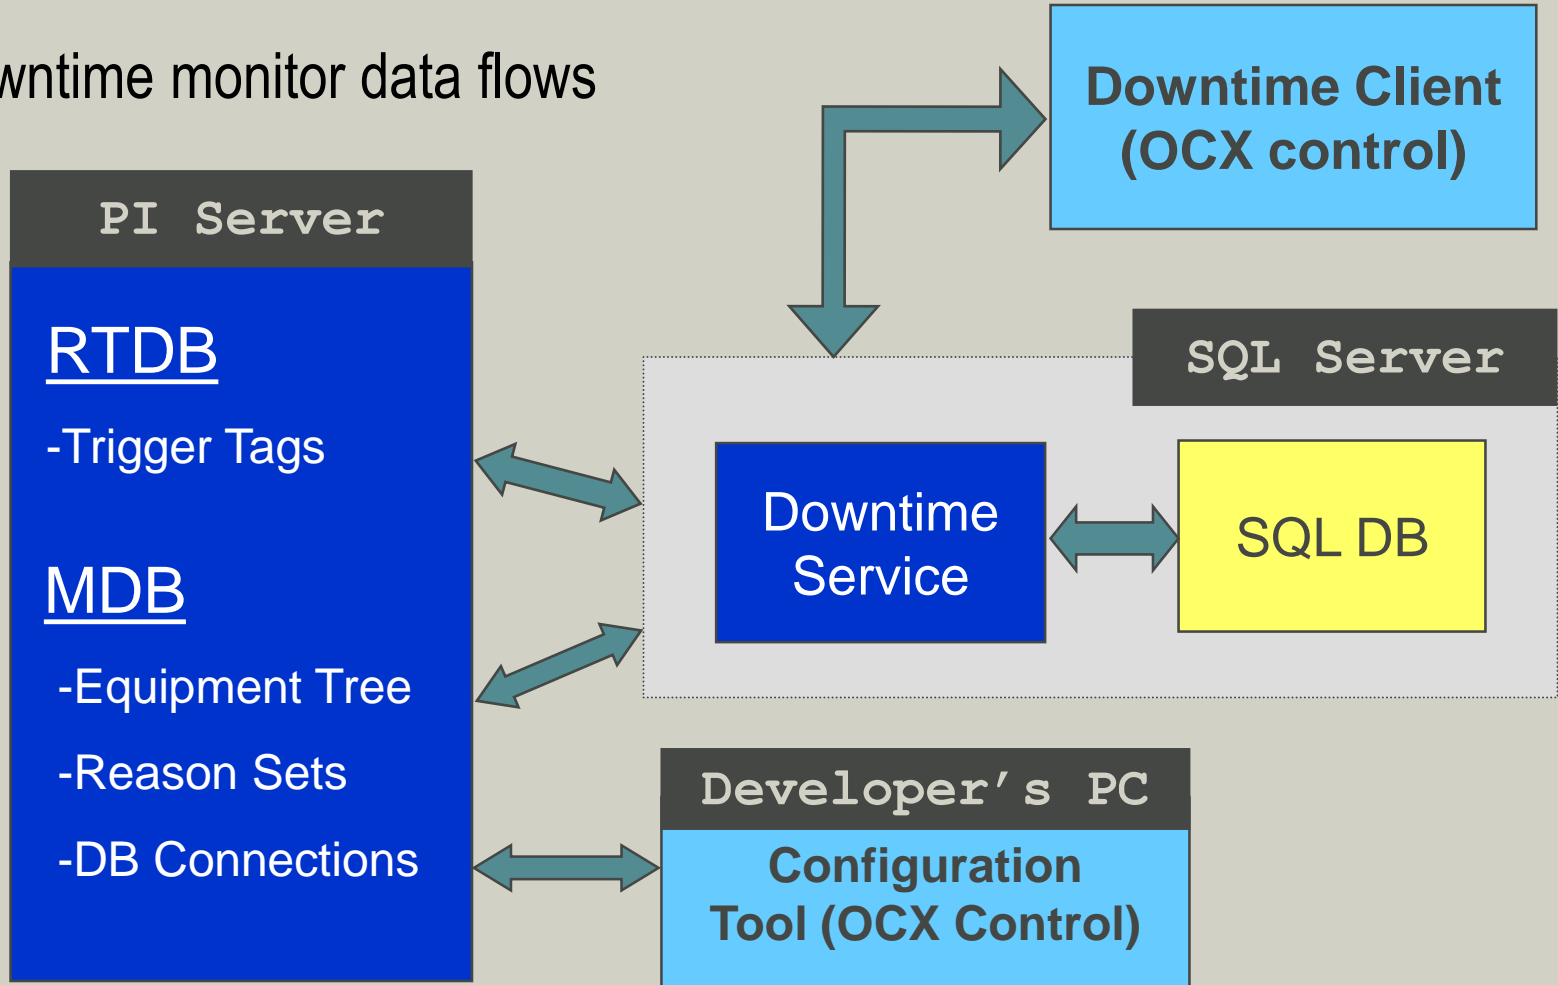 wntime monitor data flows
Downtime Client
(OCX control)
PI Server
RTDB
-Trigger Tags
MDB
-Equipment Tree
-Reason Sets
-DB Connections
SQL Server
Downtime
Service
SQL DB
Developer’s PC
Configuration
Tool (OCX Control)